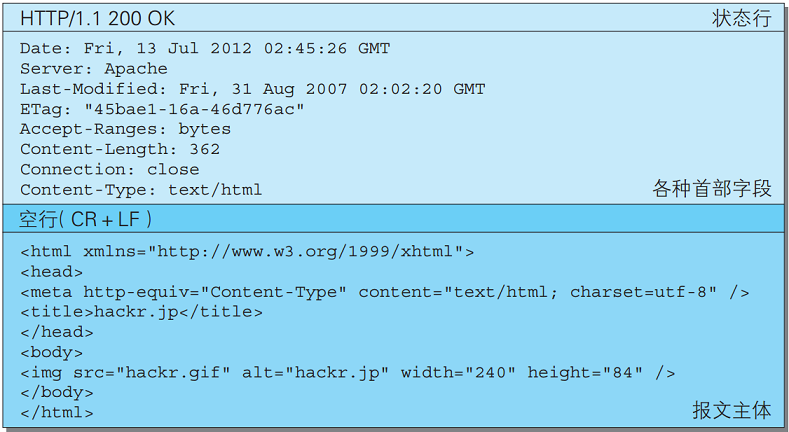 HTTP/1.1 200 OK 状态行
Date: Fri, 13 Jul 2012 02:45:26 GMT
Server: Apache
Last-Modified: Fri, 31 Aug 2007 02:02:20 GMT
ETag: "45bae1-16a-46d776ac"
Accept-Ranges: bytes
Content-Length: 362
Connection: close
Content-Type: text/html 各种首部字段
空行( CR + LF )
<html xmlns="http://www.w3.org/1999/xhtml">
<head>
<meta http-equiv="Content-Type" content="text/html; charset=utf-8" />
<title>hackr.jp</title>
</head>
<body>
<img src="hackr.gif" alt="hackr.jp" width="240" height="84" />
</body>
</html> 报文主体